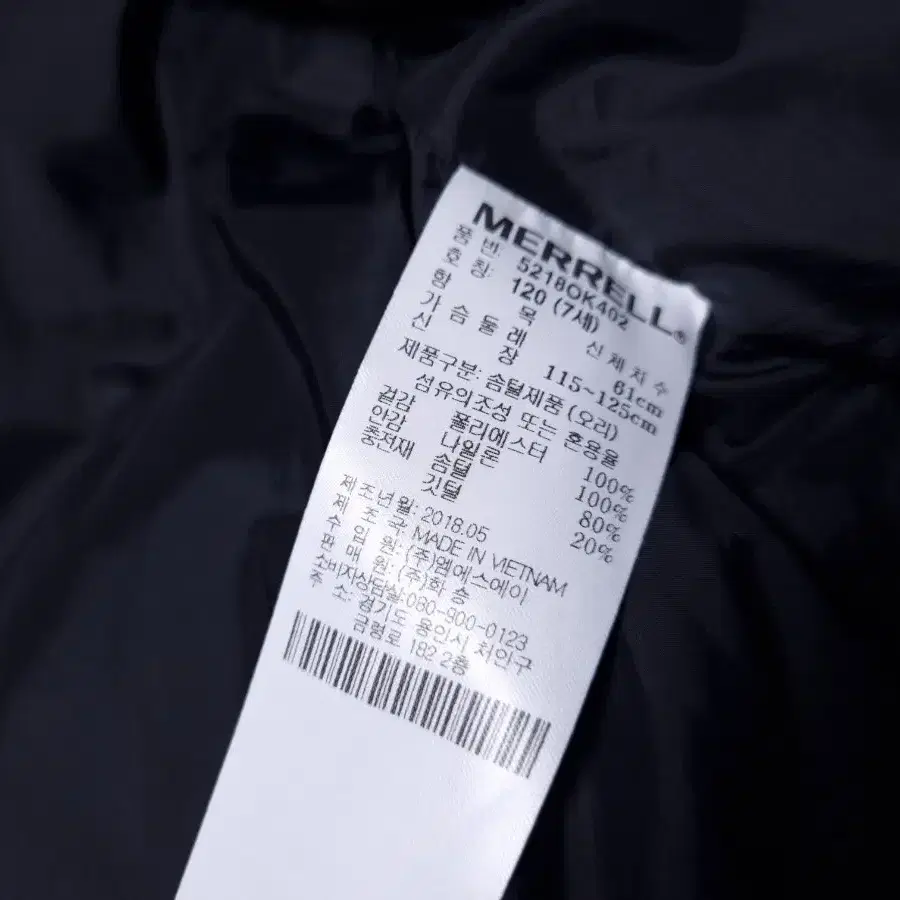 MERRELL®
품 번: 5218OK402
호 칭: 120 (7세)
항 목 신 체 치 수
가 슴 둘 레 61cm
신 장 115~125cm
제품구분: 솜털제품 (오리)
섬유의조성 또는 혼용율
겉감 폴리에스터 100%
안감 나일론 100%
충전재 솜털 80%
깃털 20%
제 조 년 월: 2018.05
제 조 국: MADE IN VIETNAM
수 입 원: (주)엠에스에이
판 매 원: (주)화 승
소비자상담실: 080-900-0123
주 소: 경기도 용인시 처인구
금령로 182 2층